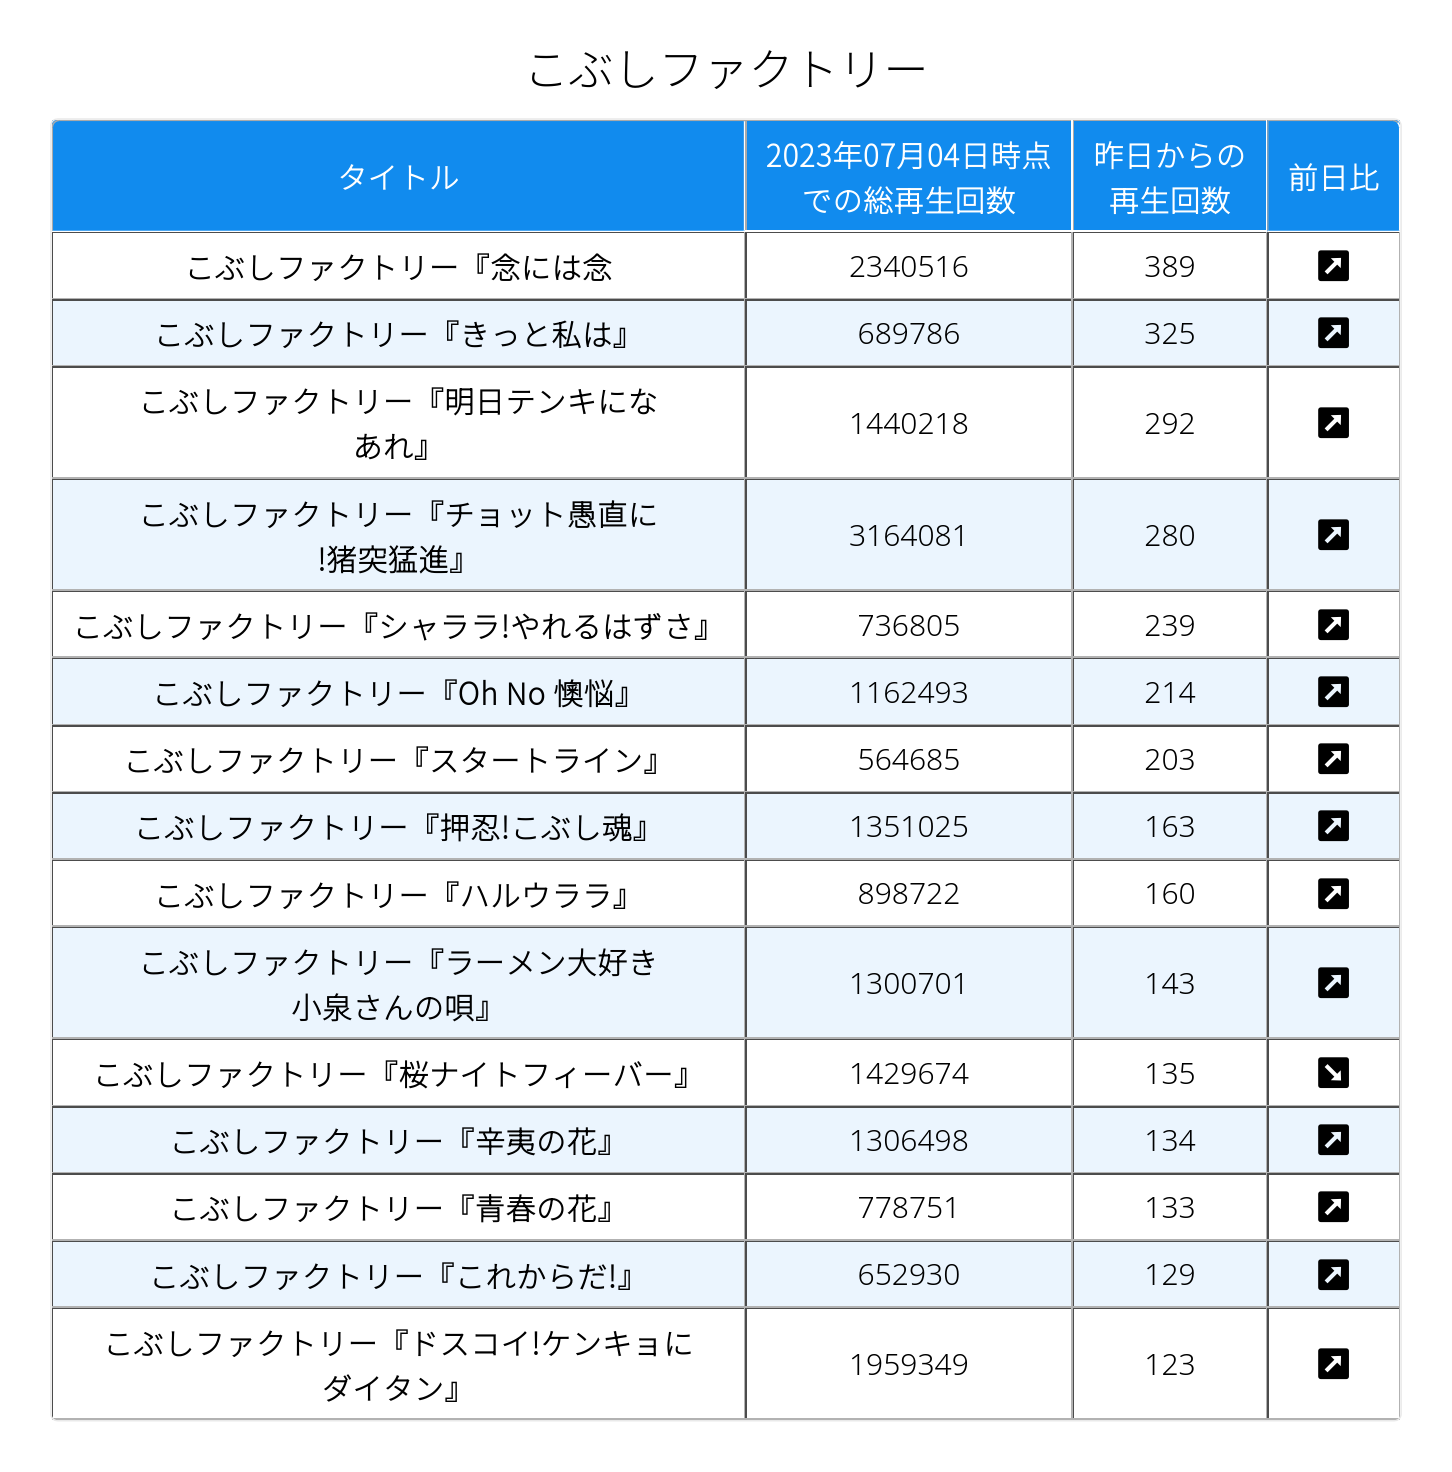 こぶしファクトリー
タイトル
2023年07月04日時点
での総再生回数
昨日からの
再生回数
前日比
こぶしファクトリー『念には念
2340516
389
こぶしファクトリー『きっと私は』
689786
325
こぶしファクトリー『明日テンキにな
あれ』
1440218
292
こぶしファクトリー『チョット愚直に
!猪突猛進』
3164081
280
こぶしファクトリー『シャララ!やれるはずさ』
736805
239
こぶしファクトリー『Oh No 懊悩』
1162493
214
こぶしファクトリー『スタートライン』
564685
203
こぶしファクトリー『押忍!こぶし魂』
1351025
163
こぶしファクトリー『ハルウララ』
898722
160
こぶしファクトリー『ラーメン大好き
小泉さんの唄』
1300701
143
こぶしファクトリー『桜ナイトフィーバー』
1429674
135
こぶしファクトリー『辛夷の花』
1306498
134
こぶしファクトリー『青春の花』
778751
133
こぶしファクトリー『これからだ!』
652930
129
こぶしファクトリー『ドスコイ!ケンキョに
ダイタン』
1959349
123